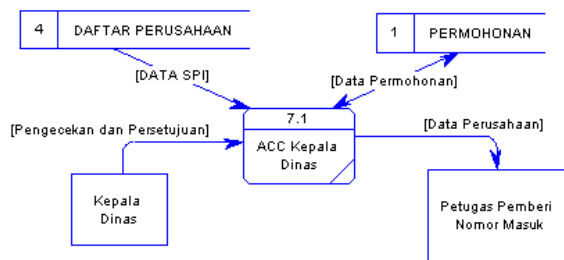 4 DAFTAR PERUSAHAAN
1 PERMOHONAN
[DATA SPI]
[Data Permohonan]
7.1
[Pengecekan dan Persetujuan]
[Data Perusahaan]
ACC Kepala
Dinas
Kepala
Dinas
Petugas Pemberi
Nomor Masuk